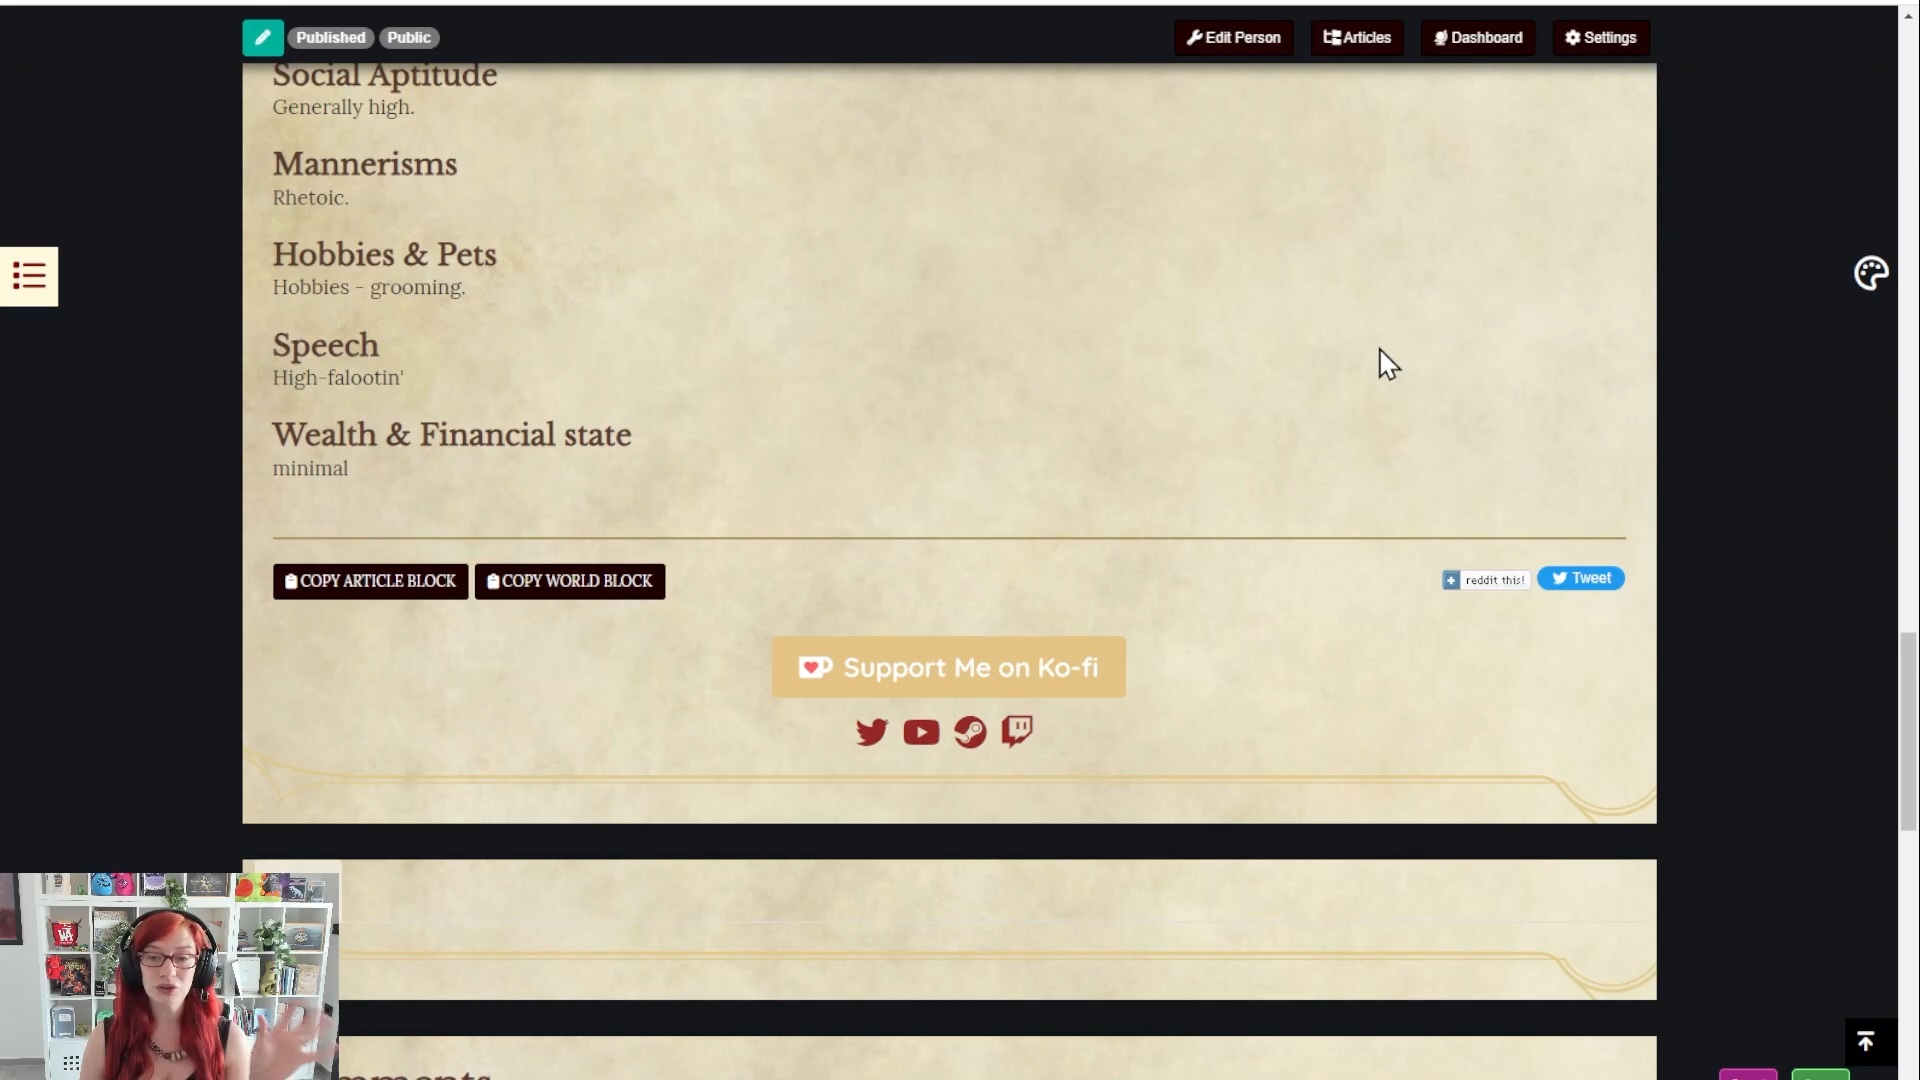 Published Public Edit Person Articles Dashboard Settings
Social Aptitude
Generally high.
Mannerisms
Rhetoic.
Hobbies & Pets
Hobbies - grooming.
Speech
High-falootin'
Wealth & Financial state
minimal
COPY ARTICLE BLOCK COPY WORLD BLOCK reddit this! Tweet
Support Me on Ko-fi